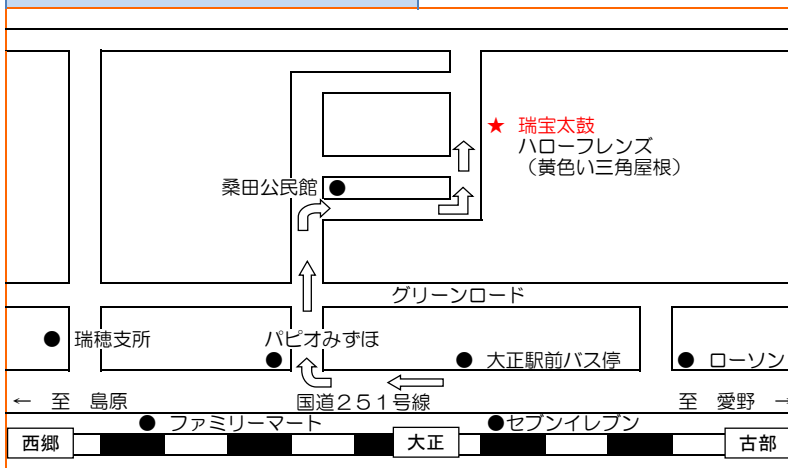 ★ 瑞宝太鼓
ハローフレンズ
（黄色い三角屋根）
桑田公民館 ●
グリーンロード
● 瑞穂支所
パピオみずほ
● 大正駅前バス停
● ローソン
← 至 島原
国道２５１号線
至 愛野 →
● ファミリーマート
●セブンイレブン
西郷
大正
古部